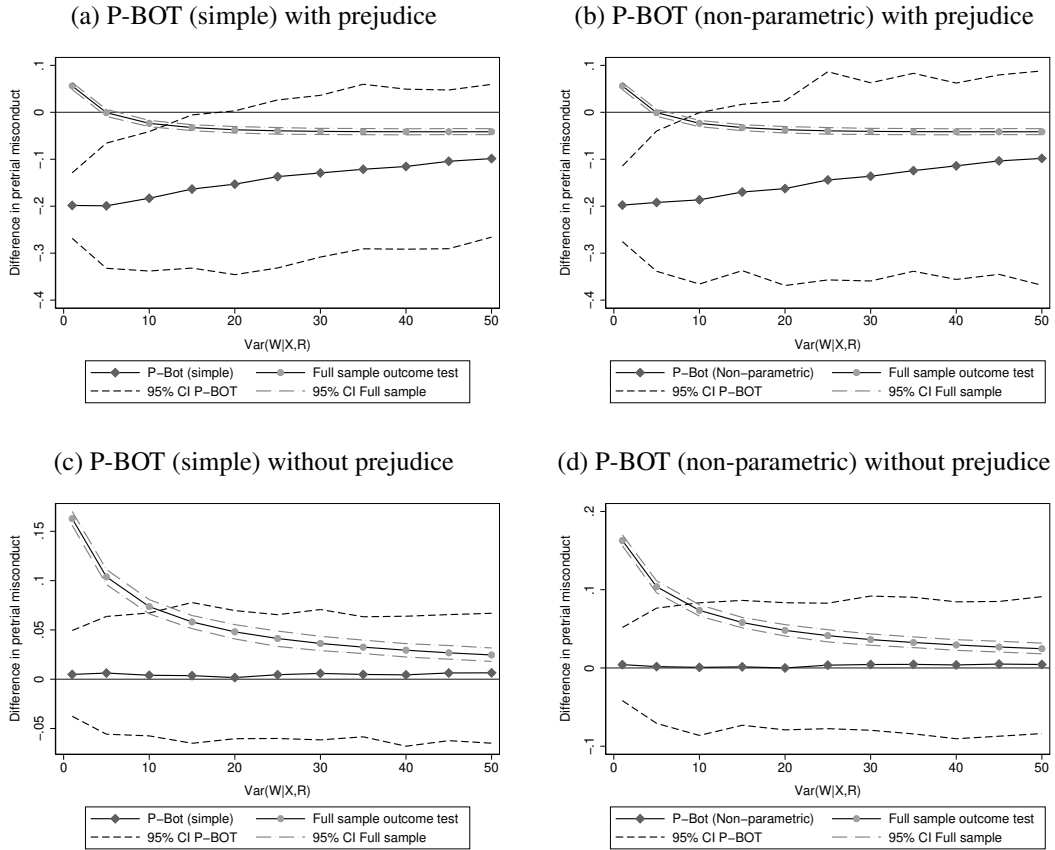 (a) P-BOT (simple) with prejudice
Difference in pretrial misconduct
.1
0
−.1
−.2
−.3
−.4
0 10 20 30 40 50
Var(W|X,R)
P−Bot (simple) Full sample outcome test
95% CI P−BOT 95% CI Full sample
(b) P-BOT (non-parametric) with prejudice
Difference in pretrial misconduct
.1
0
−.1
−.2
−.3
−.4
0 10 20 30 40 50
Var(W|X,R)
P−Bot (Non−parametric) Full sample outcome test
95% CI P−BOT 95% CI Full sample
(c) P-BOT (simple) without prejudice
Difference in pretrial misconduct
.15
.1
.05
0
−.05
0 10 20 30 40 50
Var(W|X,R)
P−Bot (simple) Full sample outcome test
95% CI P−BOT 95% CI Full sample
(d) P-BOT (non-parametric) without prejudice
Difference in pretrial misconduct
.2
.1
0
−.1
0 10 20 30 40 50
Var(W|X,R)
P−Bot (Non−parametric) Full sample outcome test
95% CI P−BOT 95% CI Full sample